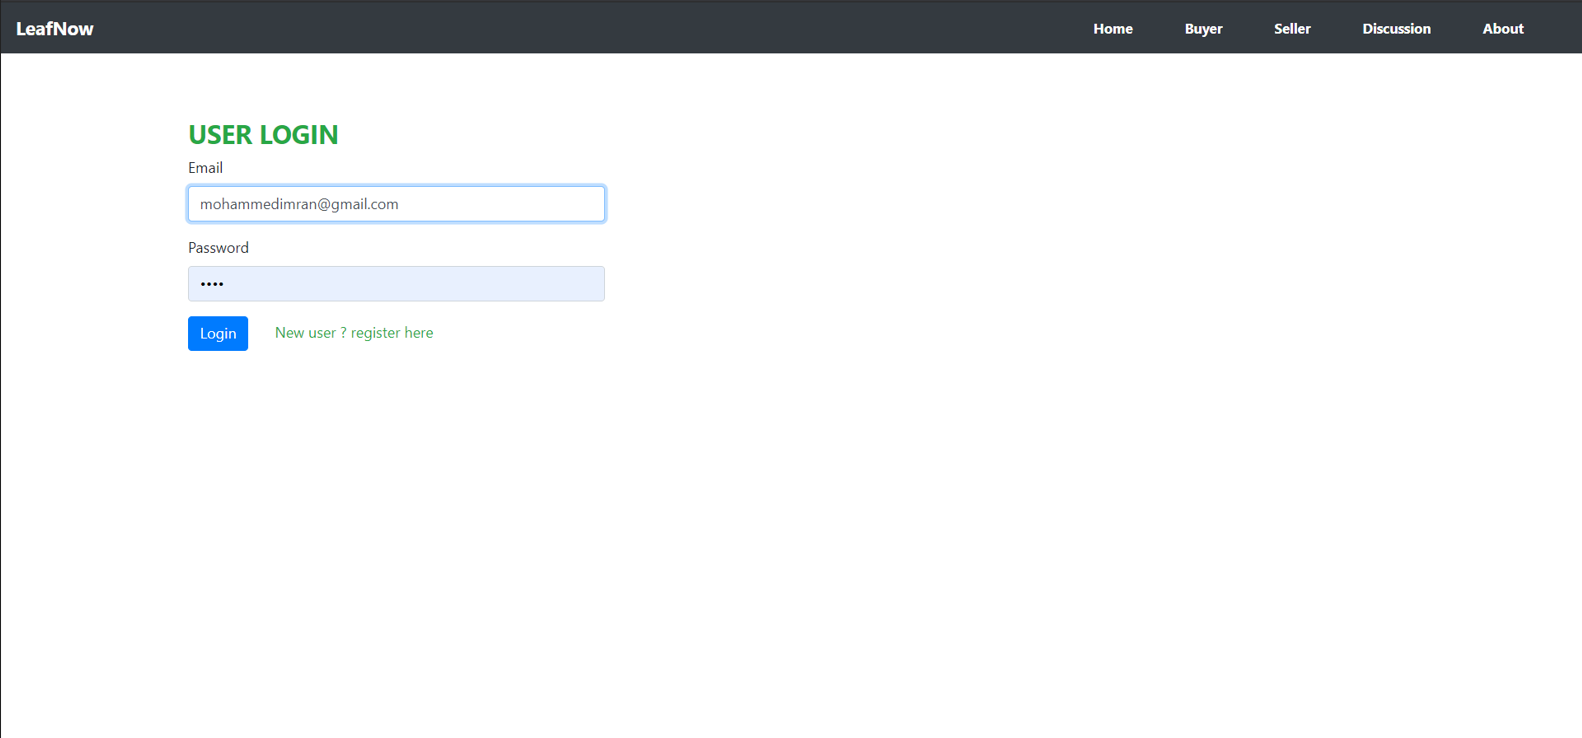 LeafNow Home Buyer Seller Discussion About
USER LOGIN
Email
mohammedimran@gmail.com
Password
••••
Login New user ? register here